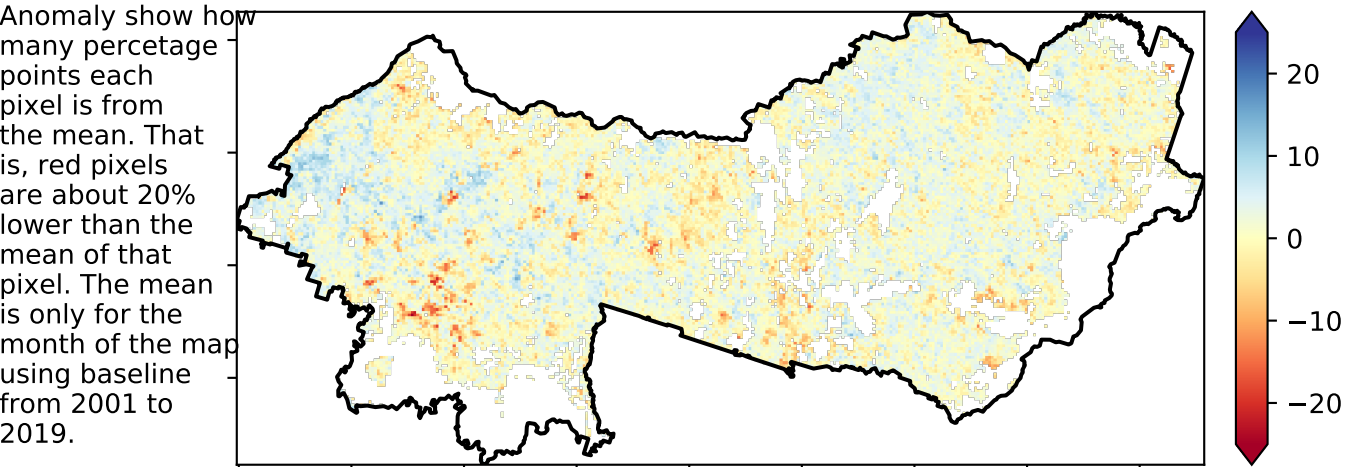 Anomaly show how
many percetage
points each
pixel is from
the mean. That
is, red pixels
are about 20%
lower than the
mean of that
pixel. The mean
is only for the
month of the map
using baseline
from 2001 to
2019.
20
10
0
−10
−20